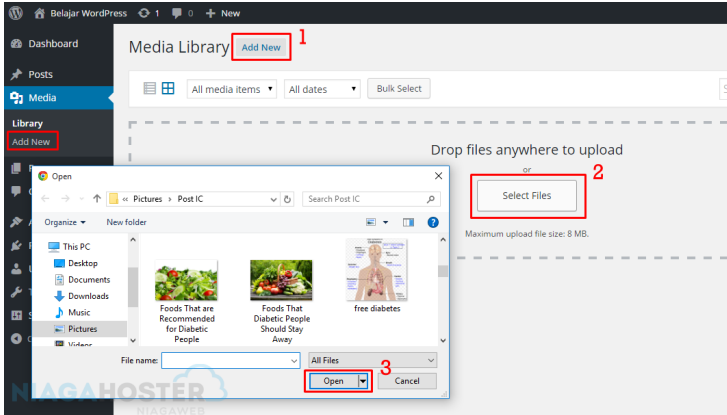 Belajar WordPress 1 0 + New
1
Dashboard
Media Library Add New
Posts
Media
All media items All dates Bulk Select
Library
Add New
Drop files anywhere to upload
or
2
Select Files
Maximum upload file size: 8 MB.
Open
« Pictures > Post IC
Search Post IC
Organize New folder
This PC
Desktop
Documents
Downloads
Music
Pictures
Videos
Foods That are
Recommended
for Diabetic
People
Foods That
Diabetic People
Should Stay
Away
free diabetes
File name: All Files
3
Open Cancel
NIAGAHOSTER
NIAGAWEB